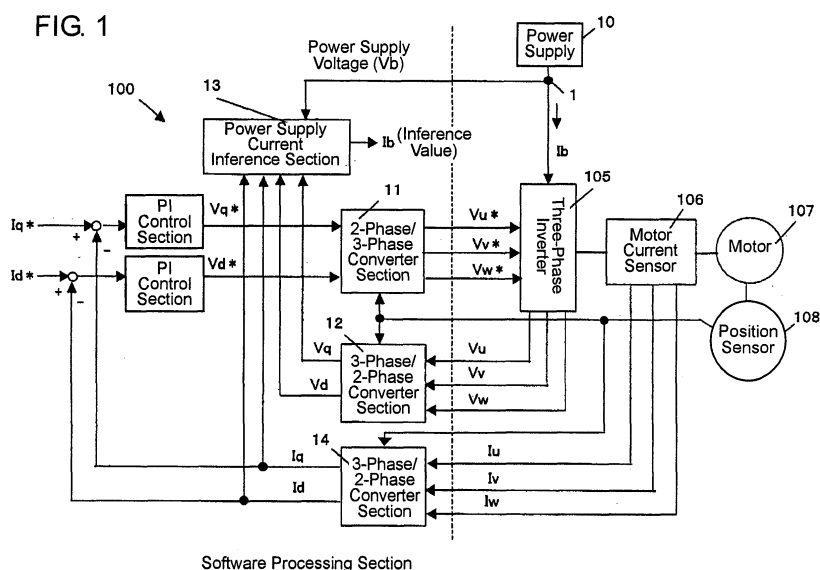 FIG. 1
10
Power
Supply
Power Supply
Voltage (Vb)
1
100
13
Power Supply
Current
Inference Section
Ib (Inference
Value)
Ib
105
Three-Phase
Inverter
106
Motor
Current
Sensor
107
Motor
108
Position
Sensor
Iq*
+
-
PI
Control
Section
Vq*
Id*
+
-
PI
Control
Section
Vd*
11
2-Phase/
3-Phase
Converter
Section
Vu*
Vv*
Vw*
12
3-Phase/
2-Phase
Converter
Section
Vq
Vd
Vu
Vv
Vw
14
3-Phase/
2-Phase
Converter
Section
Iq
Id
Iu
Iv
Iw
Software Processing Section